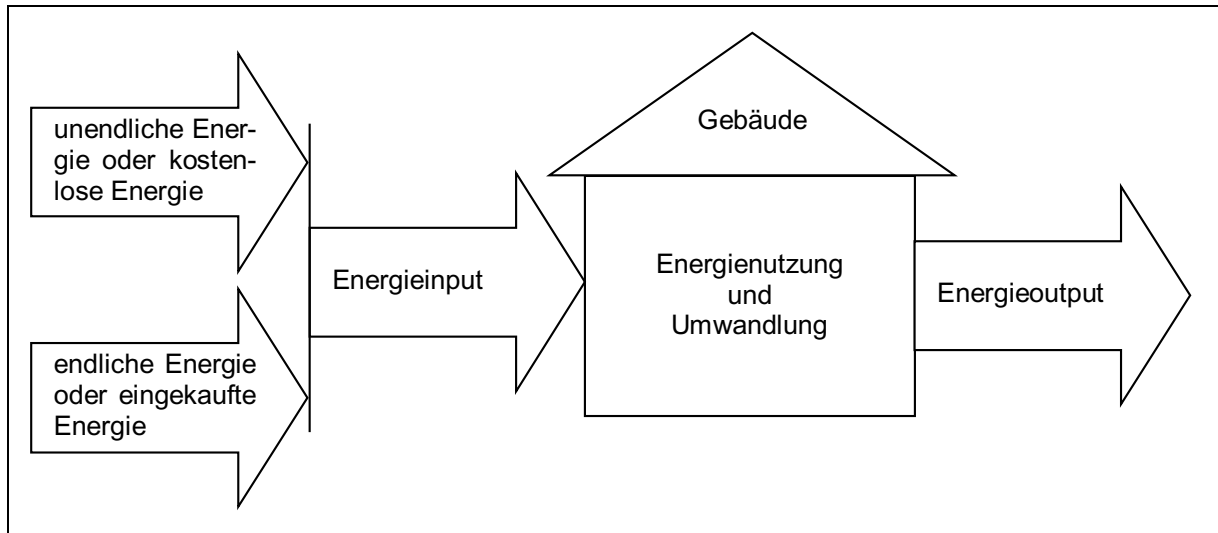 unendliche Ener-
gie oder kosten-
lose Energie
endliche Energie
oder eingekaufte
Energie
Energieinput
Gebäude
Energienutzung
und
Umwandlung
Energieoutput